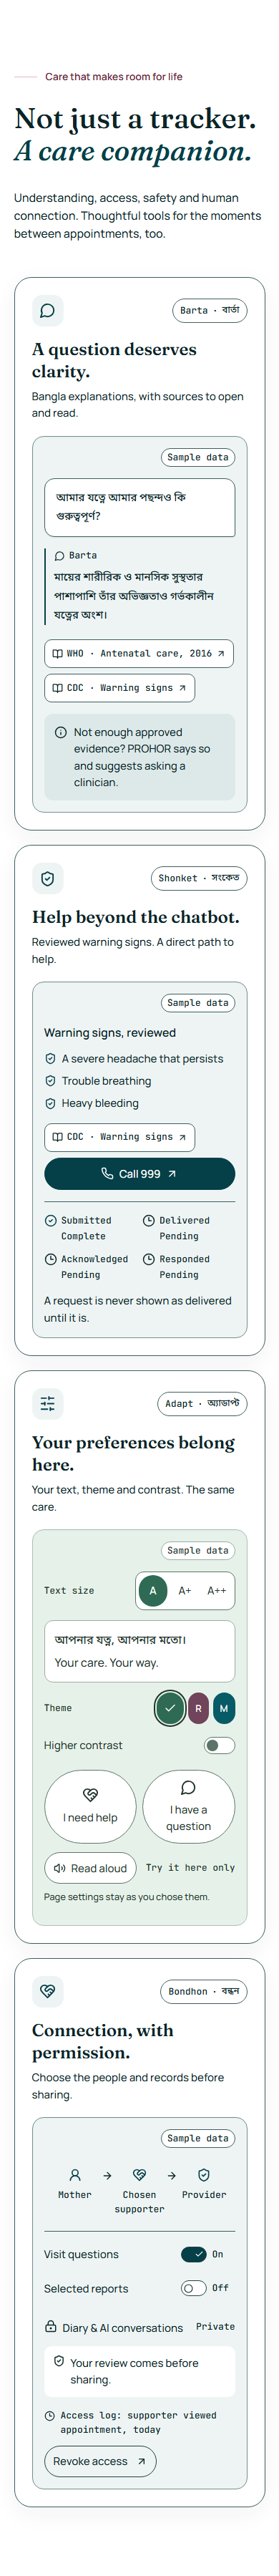 Care that makes room for life
Not just a tracker.
A care companion.
Understanding, access, safety and human
connection. Thoughtful tools for the moments
between appointments, too.
Barta · বার্তা
A question deserves
clarity.
Bangla explanations, with sources to open
and read.
Sample data
আমার যত্নে আমার পছন্দও কি
গুরুত্বপূর্ণ?
Barta
মায়ের শারীরিক ও মানসিক সুস্থতার
পাশাপাশি তাঁর অভিজ্ঞতাও গর্ভকালীন
যত্নের অংশ।
WHO · Antenatal care, 2016
CDC · Warning signs
Not enough approved
evidence? PROHOR says so
and suggests asking a
clinician.
Shonket · সংকেত
Help beyond the chatbot.
Reviewed warning signs. A direct path to
help.
Sample data
Warning signs, reviewed
A severe headache that persists
Trouble breathing
Heavy bleeding
CDC · Warning signs
Call 999
Submitted
Complete
Delivered
Pending
Acknowledged
Pending
Responded
Pending
A request is never shown as delivered
until it is.
Adapt · অ্যাডাপ্ট
Your preferences belong
here.
Your text, theme and contrast. The same
care.
Sample data
Text size
A A+ A++
আপনার যত্ন, আপনার মতো।
Your care. Your way.
Theme
R M
Higher contrast
I need help
I have a
question
Read aloud
Try it here only
Page settings stay as you chose them.
Bondhon · বন্ধন
Connection, with
permission.
Choose the people and records before
sharing.
Sample data
Mother
Chosen
supporter
Provider
Visit questions
On
Selected reports
Off
Diary & AI conversations
Private
Your review comes before
sharing.
Access log: supporter viewed
appointment, today
Revoke access